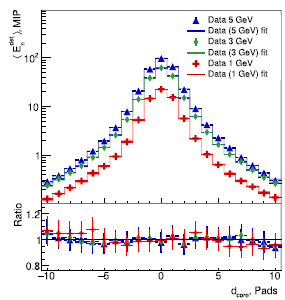 ⟨E_n^det⟩ MIP
Data 5 GeV
Data (5 GeV) fit
Data 3 GeV
Data (3 GeV) fit
Data 1 GeV
Data (1 GeV) fit
10²
10
1
Ratio
1.2
1
0.8
−10 −5 0 5 10
d_core, Pads